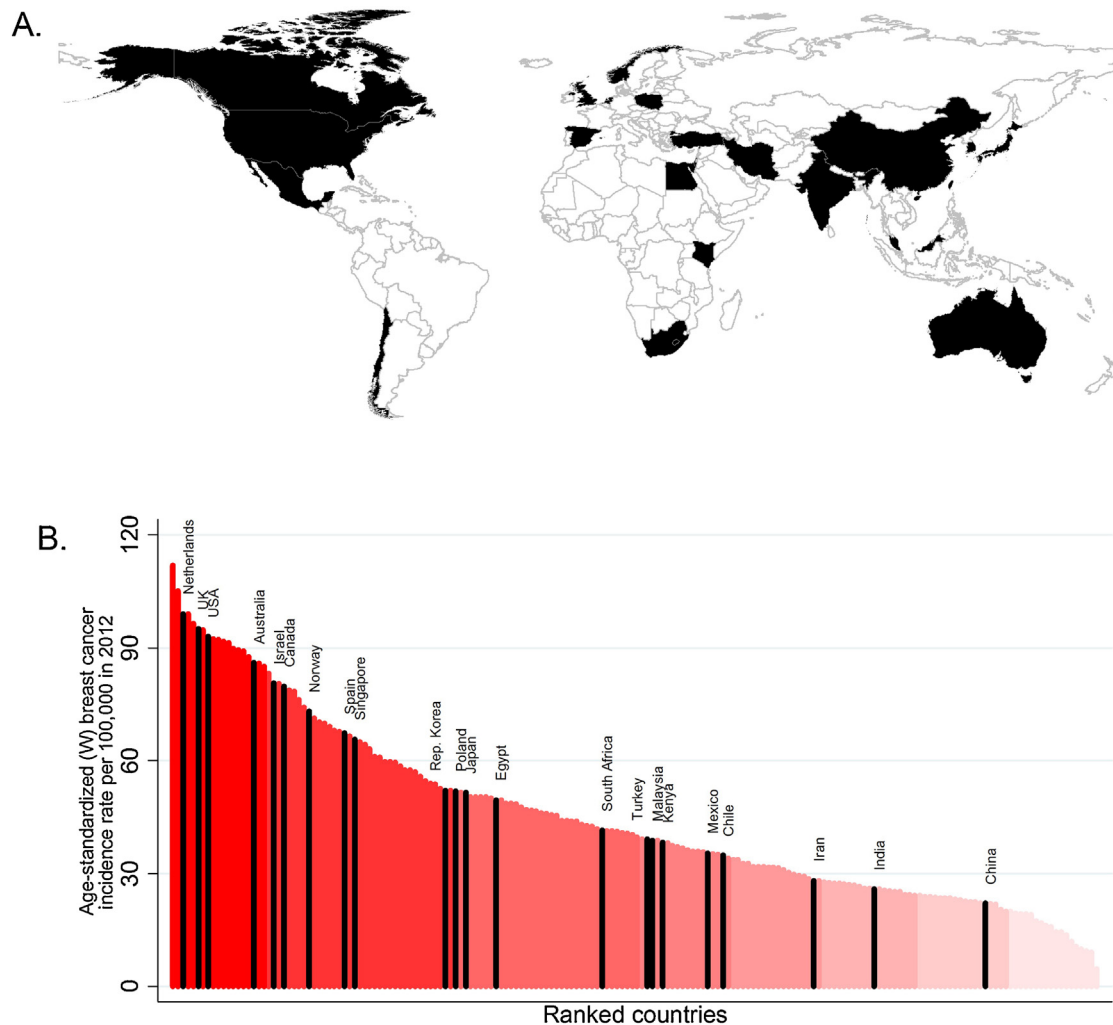 A.
B.
Age-standardized (W) breast cancer
incidence rate per 100,000 in 2012
120
90
60
30
0
Netherlands
UK
USA
Australia
Israel
Canada
Norway
Spain
Singapore
Rep. Korea
Poland
Japan
Egypt
South Africa
Turkey
Malaysia
Kenya
Mexico
Chile
Iran
India
China
Ranked countries